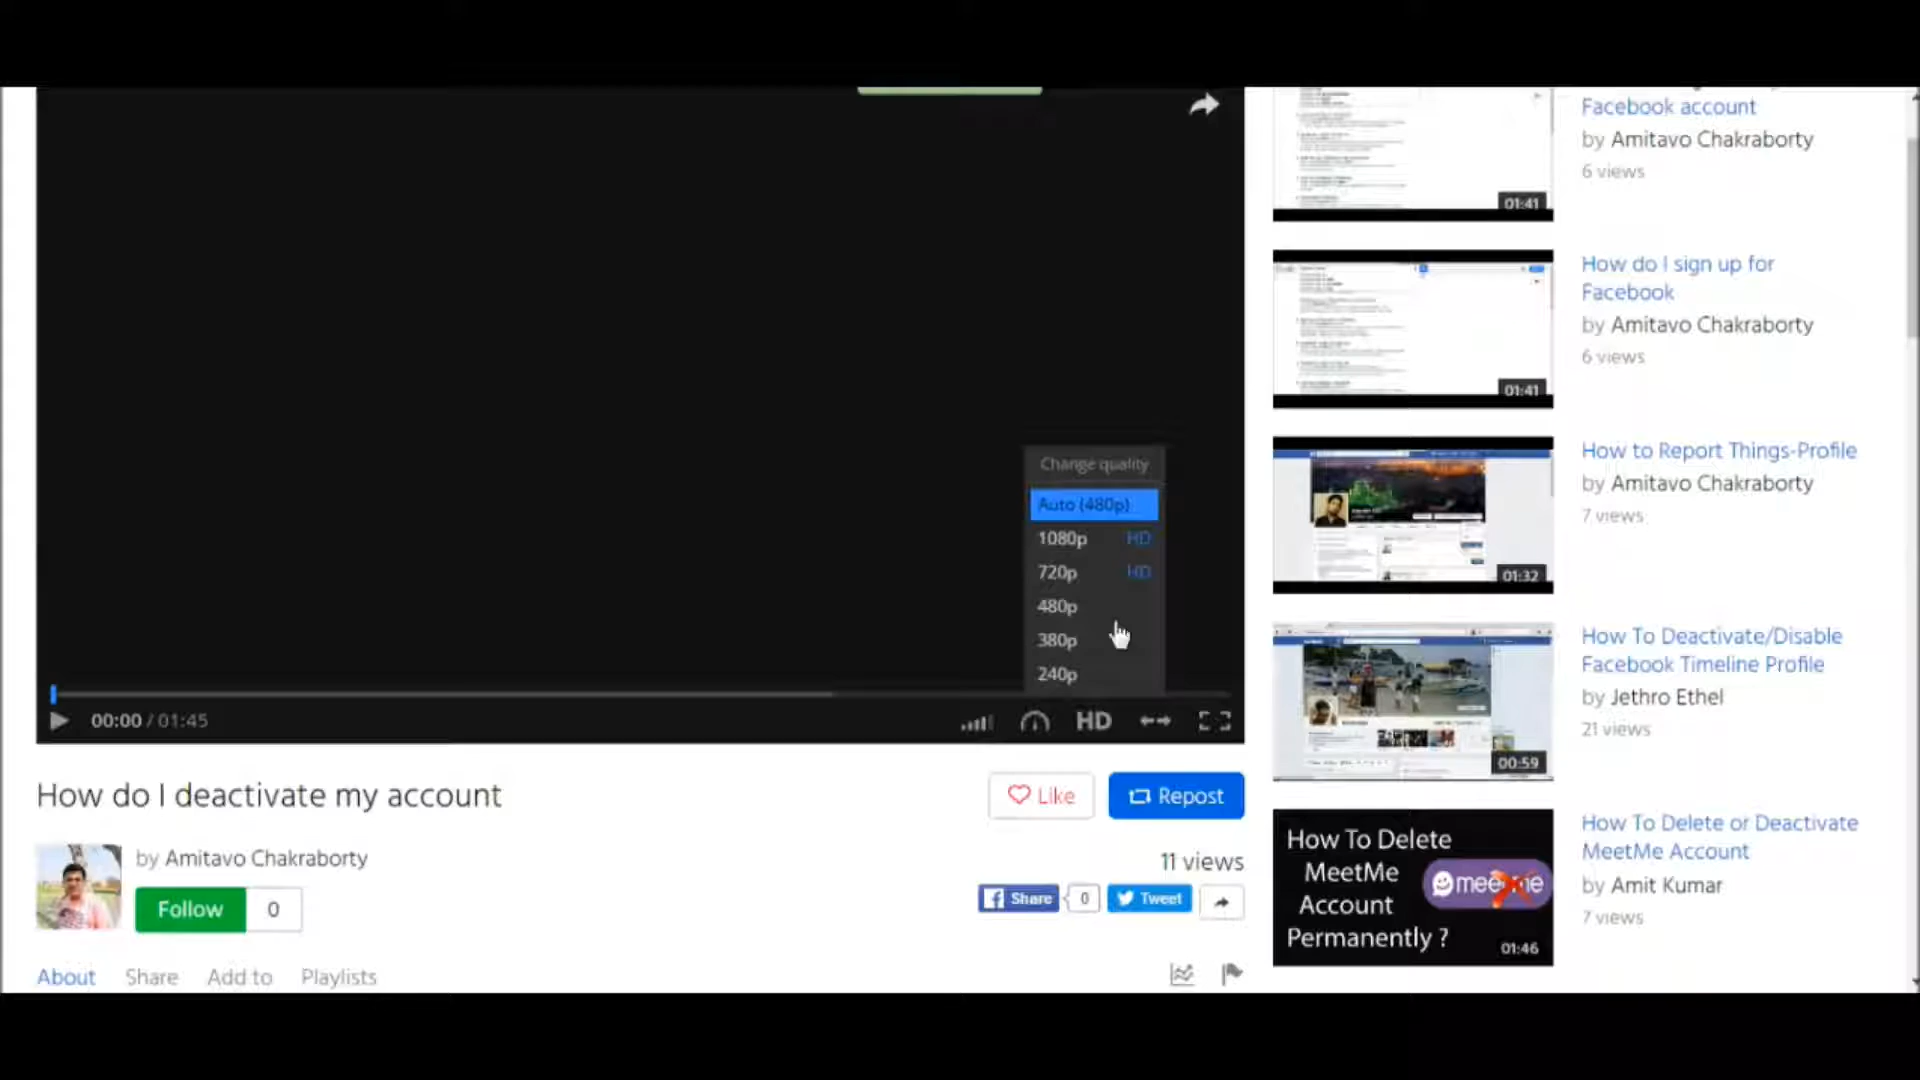 Change quality
Auto (480p)
1080p HD
720p HD
480p
380p
240p
00:00 / 01:45
HD
How do I deactivate my account
Like
Repost
by Amitavo Chakraborty
Follow 0
11 views
Share 0
Tweet
About Share Add to Playlists
01:41
Facebook account
by Amitavo Chakraborty
6 views
01:41
How do I sign up for
Facebook
by Amitavo Chakraborty
6 views
01:32
How to Report Things-Profile
by Amitavo Chakraborty
7 views
00:59
How To Deactivate/Disable
Facebook Timeline Profile
by Jethro Ethel
21 views
How To Delete
MeetMe
Account
Permanently ?
01:46
How To Delete or Deactivate
MeetMe Account
by Amit Kumar
7 views